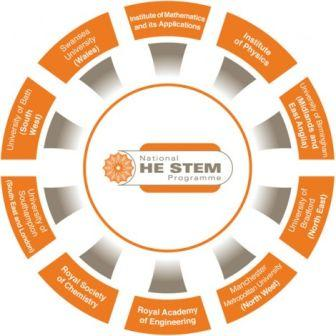 Institute of Mathematics
and its Applications
Institute
of Physics
University of Birmingham
(Midlands and
East Anglia)
University of
Bradford
(North East)
Manchester
Metropolitan University
(North West)
Royal Academy
of Engineering
Royal Society
of Chemistry
University of
Southampton
(South East and London)
University of Bath
(South
West)
Swansea
University
(Wales)
National
HE STEM
Programme